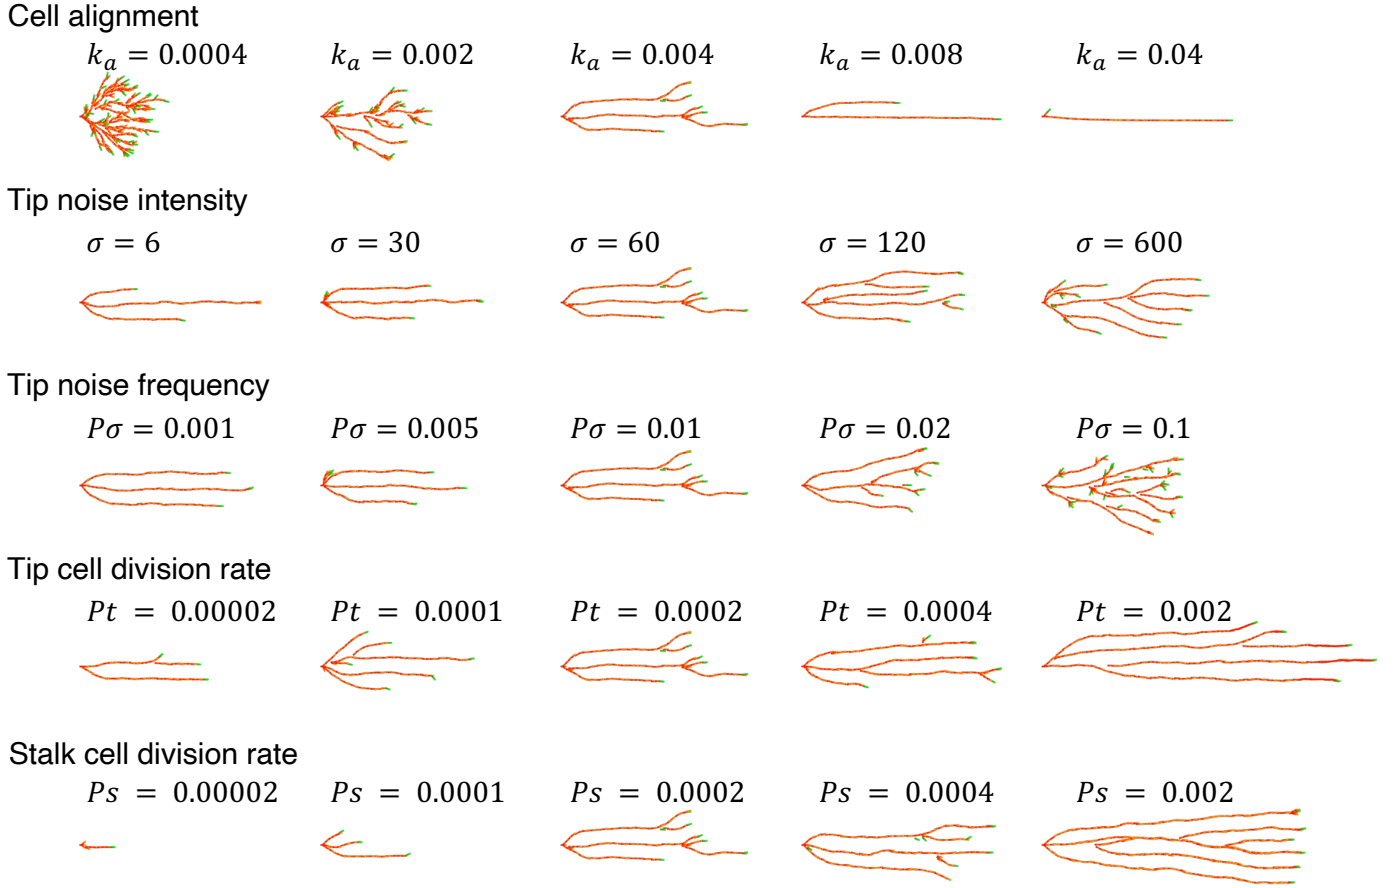 Cell alignment
k_a = 0.0004 k_a = 0.002 k_a = 0.004 k_a = 0.008 k_a = 0.04
Tip noise intensity
σ = 6 σ = 30 σ = 60 σ = 120 σ = 600
Tip noise frequency
Pσ = 0.001 Pσ = 0.005 Pσ = 0.01 Pσ = 0.02 Pσ = 0.1
Tip cell division rate
Pt = 0.00002 Pt = 0.0001 Pt = 0.0002 Pt = 0.0004 Pt = 0.002
Stalk cell division rate
Ps = 0.00002 Ps = 0.0001 Ps = 0.0002 Ps = 0.0004 Ps = 0.002